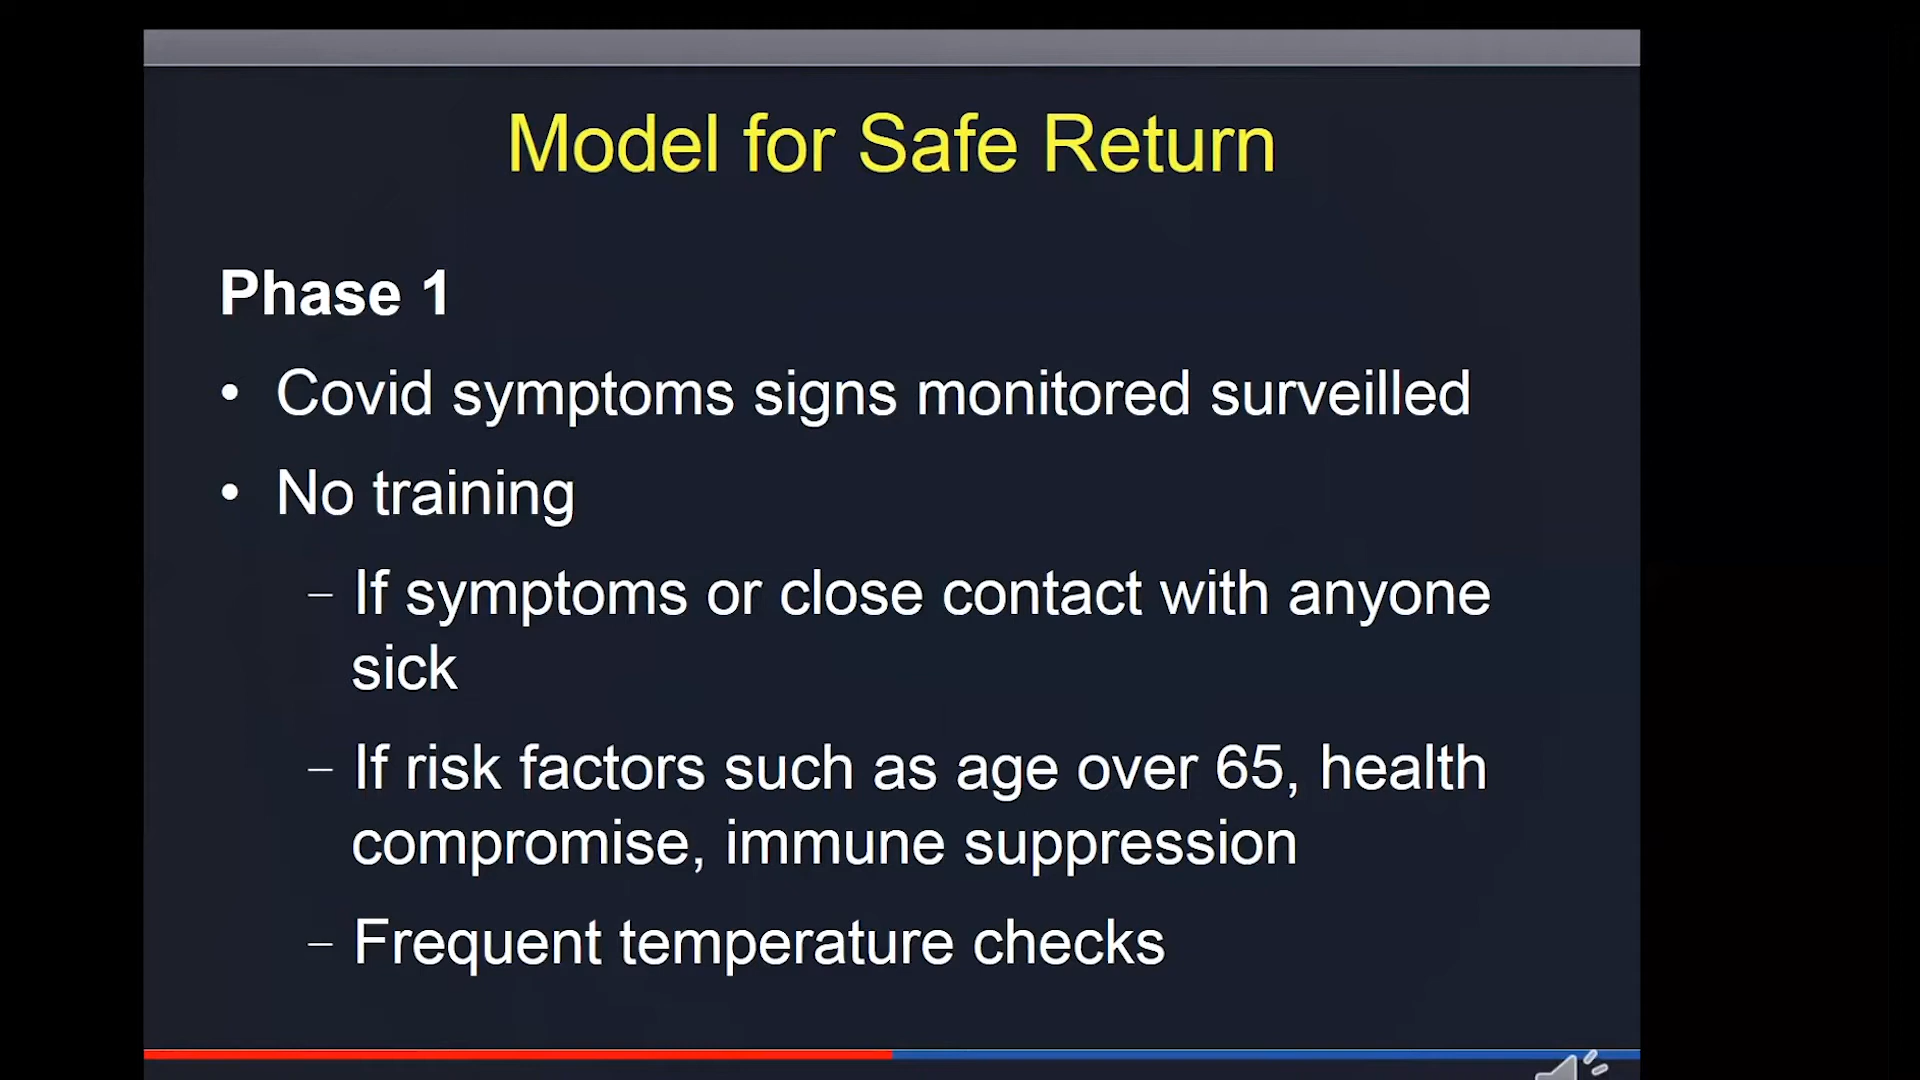 Model for Safe Return
Phase 1
• Covid symptoms signs monitored surveilled
• No training
– If symptoms or close contact with anyone
sick
– If risk factors such as age over 65, health
compromise, immune suppression
– Frequent temperature checks